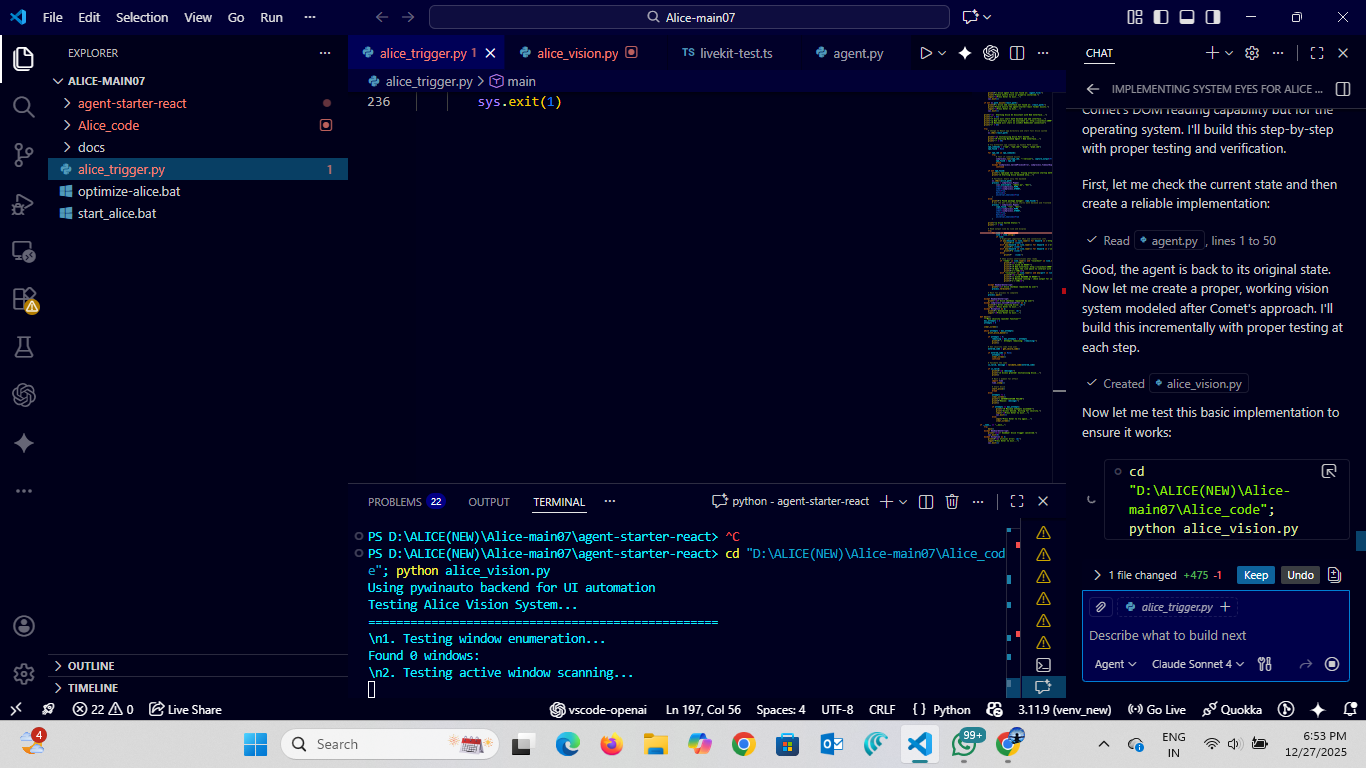 File Edit Selection View Go Run ···
Alice-main07
EXPLORER
ALICE-MAIN07
agent-starter-react
Alice_code
docs
alice_trigger.py 1
optimize-alice.bat
start_alice.bat
OUTLINE
TIMELINE
alice_trigger.py 1
alice_vision.py
TS livekit-test.ts
agent.py
alice_trigger.py > main
236 sys.exit(1)
PROBLEMS 22 OUTPUT TERMINAL ···
python - agent-starter-react
PS D:\ALICE(NEW)\Alice-main07\agent-starter-react> ^C
PS D:\ALICE(NEW)\Alice-main07\agent-starter-react> cd "D:\ALICE(NEW)\Alice-main07\Alice_cod
e"; python alice_vision.py
Using pywinauto backend for UI automation
Testing Alice Vision System...
==================================================
\n1. Testing window enumeration...
Found 0 windows:
\n2. Testing active window scanning...
CHAT
IMPLEMENTING SYSTEM EYES FOR ALICE ...
Comet's DOM reading capability but for the
operating system. I'll build this step-by-step
with proper testing and verification.
First, let me check the current state and then
create a reliable implementation:
Read agent.py, lines 1 to 50
Good, the agent is back to its original state.
Now let me create a proper, working vision
system modeled after Comet's approach. I'll
build this incrementally with proper testing at
each step.
Created alice_vision.py
Now let me test this basic implementation to
ensure it works:
cd
"D:\ALICE(NEW)\Alice-
main07\Alice_code";
python alice_vision.py
1 file changed +475 -1 Keep Undo
alice_trigger.py +
Describe what to build next
Agent Claude Sonnet 4
22 0 Live Share
vscode-openai Ln 197, Col 56 Spaces: 4 UTF-8 CRLF { } Python 3.11.9 (venv_new) Go Live Quokka
4
Search
99+
ENG
IN
6:53 PM
12/27/2025